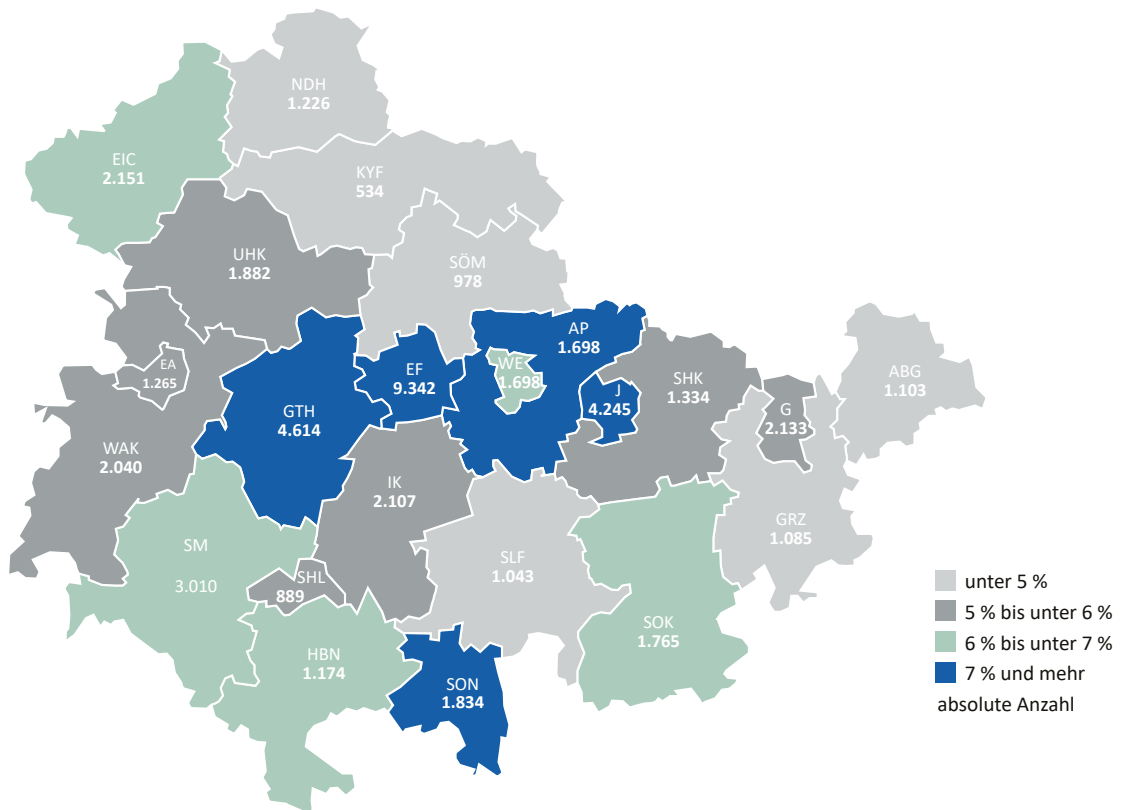 NDH
1.226
EIC
2.151
KYF
534
UHK
1.882
SÖM
978
AP
1.698
WE
1.698
EA
1.265
EF
9.342
SHK
1.334
ABG
1.103
J
4.245
G
2.133
GTH
4.614
WAK
2.040
IK
2.107
GRZ
1.085
SM
3.010
SLF
1.043
SHL
889
SOK
1.765
HBN
1.174
SON
1.834
unter 5 %
5 % bis unter 6 %
6 % bis unter 7 %
7 % und mehr
absolute Anzahl